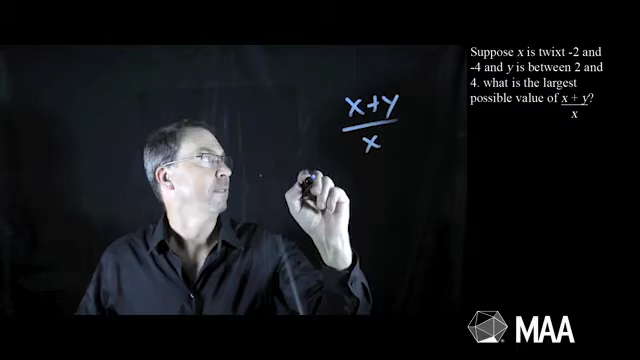 Suppose x is twixt -2 and
-4 and y is between 2 and
4. what is the largest
possible value of x + y?
x
x+y
x
MAA